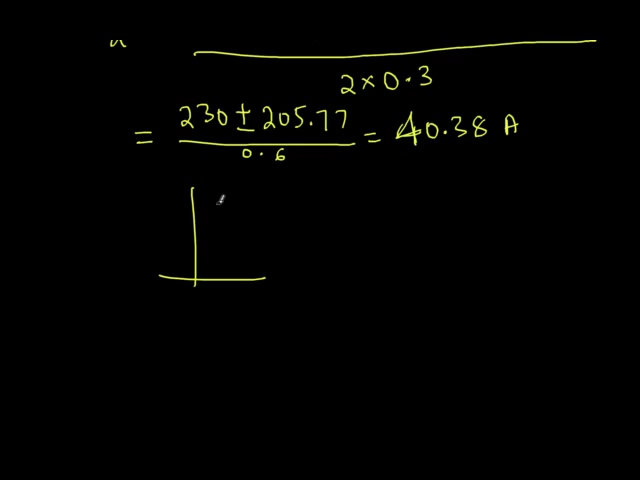 2 × 0.3
= 230 ± 205.77 / 0.6 = 40.38 A